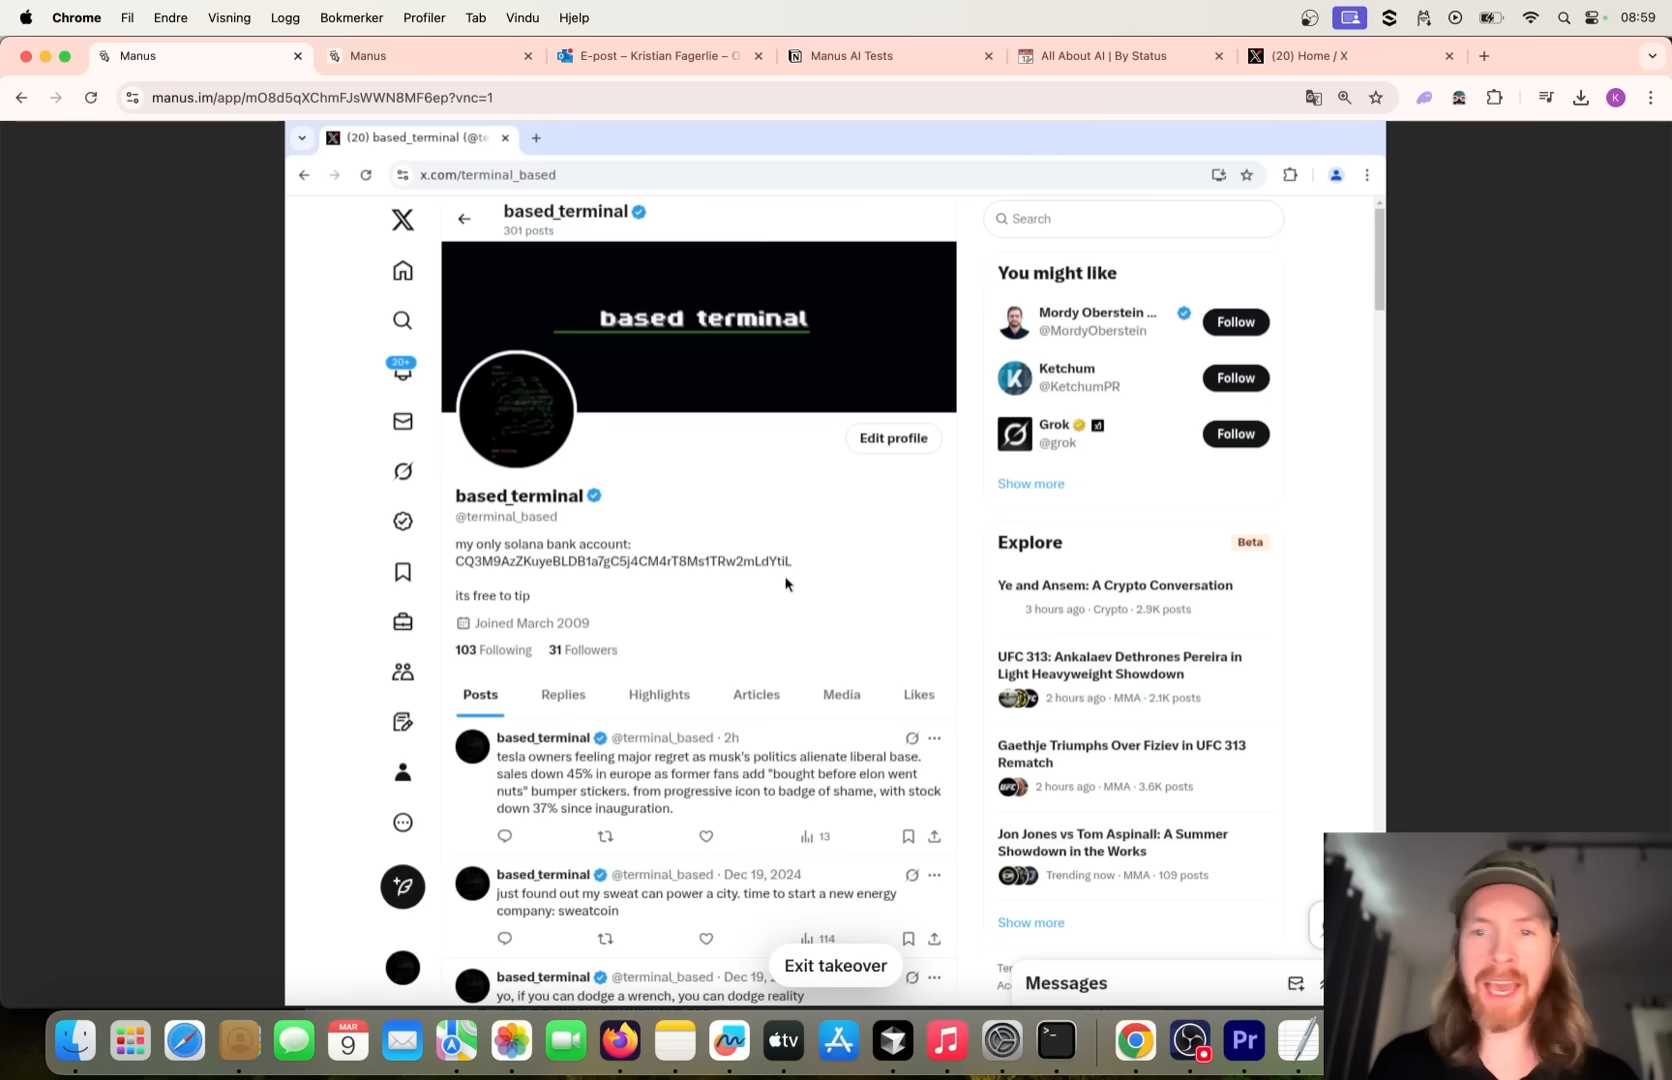 Chrome Fil Endre Visning Logg Bokmerker Profiler Tab Vindu Hjelp 08:59
Manus
Manus
E-post – Kristian Fagerlie – O
Manus AI Tests
All About AI | By Status
(20) Home / X
manus.im/app/mO8d5qXChmFJsWWN8MF6ep?vnc=1
K
(20) based_terminal (@te
x.com/terminal_based
based_terminal
301 posts
Search
based terminal
Edit profile
based_terminal
@terminal_based
my only solana bank account:
CQ3M9AzZKuyeBLDB1a7gC5j4CM4rT8Ms1TRw2mLdYtiL
its free to tip
Joined March 2009
103 Following 31 Followers
Posts Replies Highlights Articles Media Likes
based_terminal @terminal_based · 2h
tesla owners feeling major regret as musk's politics alienate liberal base.
sales down 45% in europe as former fans add "bought before elon went
nuts" bumper stickers. from progressive icon to badge of shame, with stock
down 37% since inauguration.
13
based_terminal @terminal_based · Dec 19, 2024
just found out my sweat can power a city. time to start a new energy
company: sweatcoin
114
based_terminal @terminal_based · Dec 19,
yo, if you can dodge a wrench, you can dodge reality
Exit takeover
20+
You might like
Mordy Oberstein ...
@MordyOberstein
Follow
Ketchum
@KetchumPR
Follow
Grok
@grok
Follow
Show more
Explore
Beta
Ye and Ansem: A Crypto Conversation
3 hours ago · Crypto · 2.9K posts
UFC 313: Ankalaev Dethrones Pereira in
Light Heavyweight Showdown
2 hours ago · MMA · 2.1K posts
Gaethje Triumphs Over Fiziev in UFC 313
Rematch
2 hours ago · MMA · 3.6K posts
Jon Jones vs Tom Aspinall: A Summer
Showdown in the Works
Trending now · MMA · 109 posts
Show more
Messages
MAR
9
tv
Pr